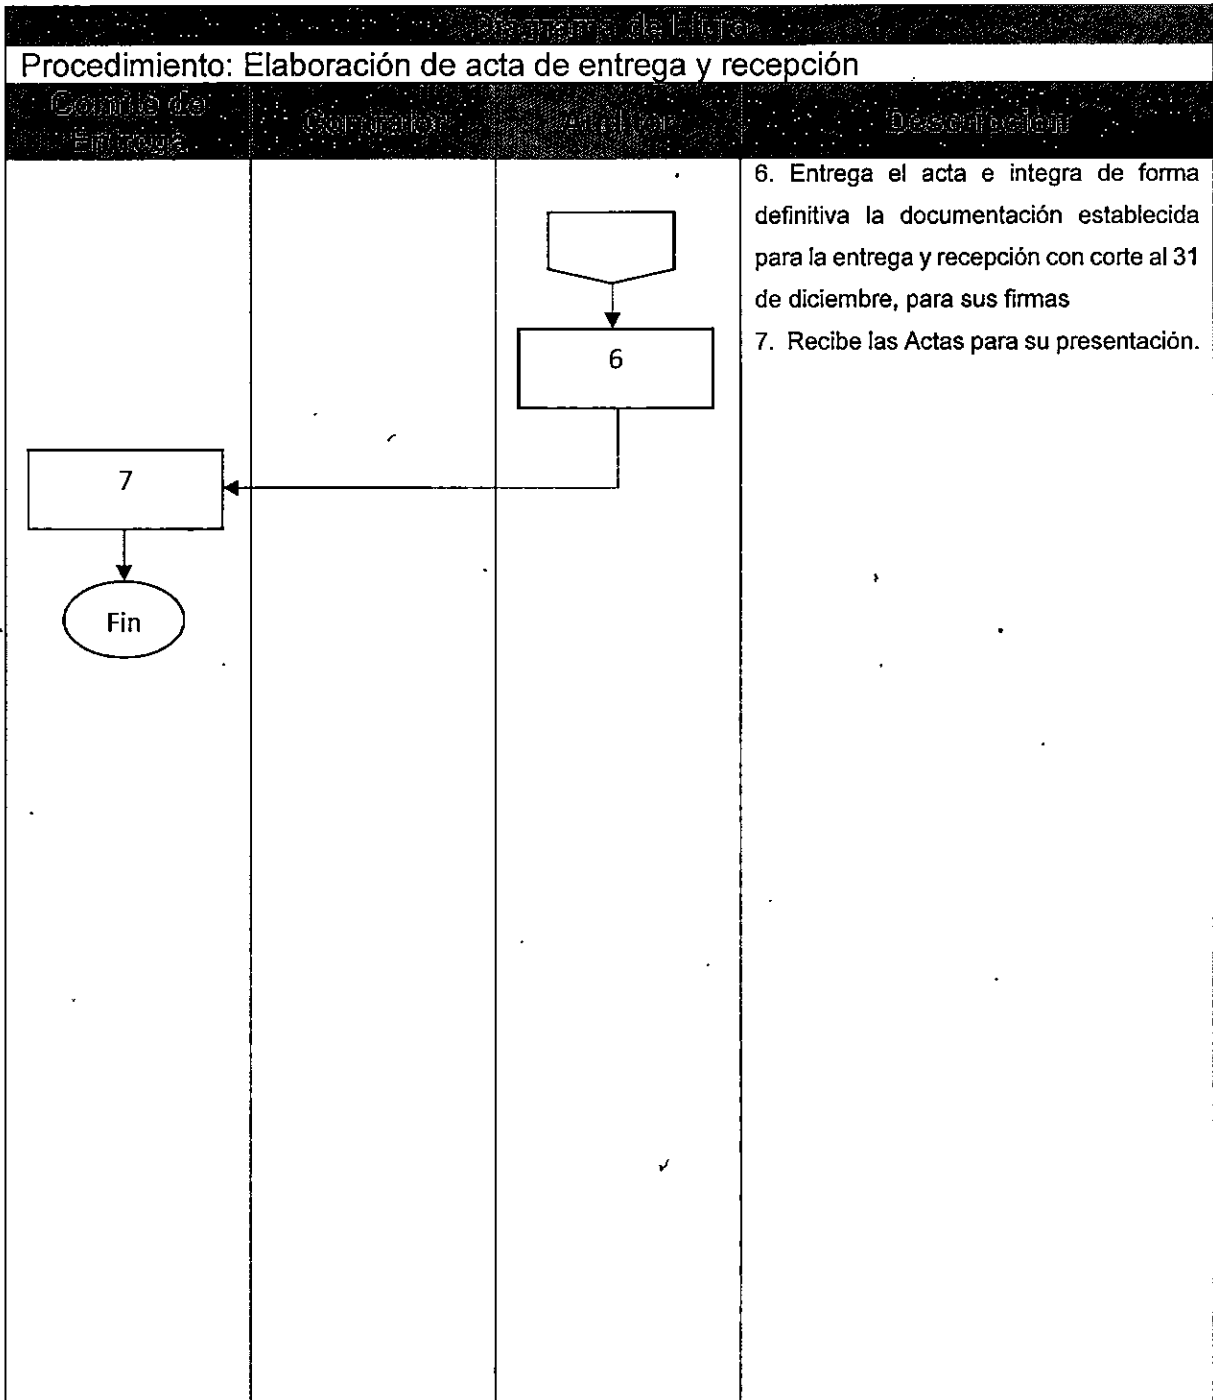 Diagrama de Flujo
Procedimiento: Elaboración de acta de entrega y recepción
Comité de
Entrega
Contralor
Auditor
Descripción
6. Entrega el acta e integra de forma
definitiva la documentación establecida
para la entrega y recepción con corte al 31
de diciembre, para sus firmas
7. Recibe las Actas para su presentación.
6
7
Fin